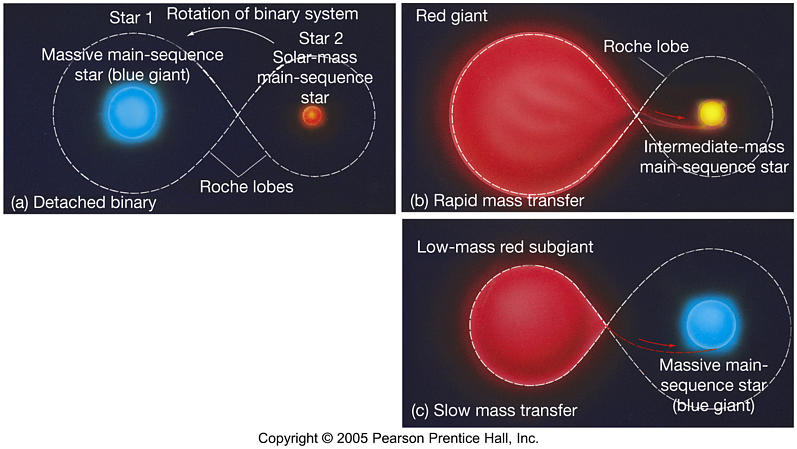 Star 1
Rotation of binary system
Massive main-sequence
star (blue giant)
Star 2
Solar-mass
main-sequence
star
Roche lobes
(a) Detached binary
Red giant
Roche lobe
Intermediate-mass
main-sequence star
(b) Rapid mass transfer
Low-mass red subgiant
Massive main-
sequence star
(blue giant)
(c) Slow mass transfer
Copyright © 2005 Pearson Prentice Hall, Inc.